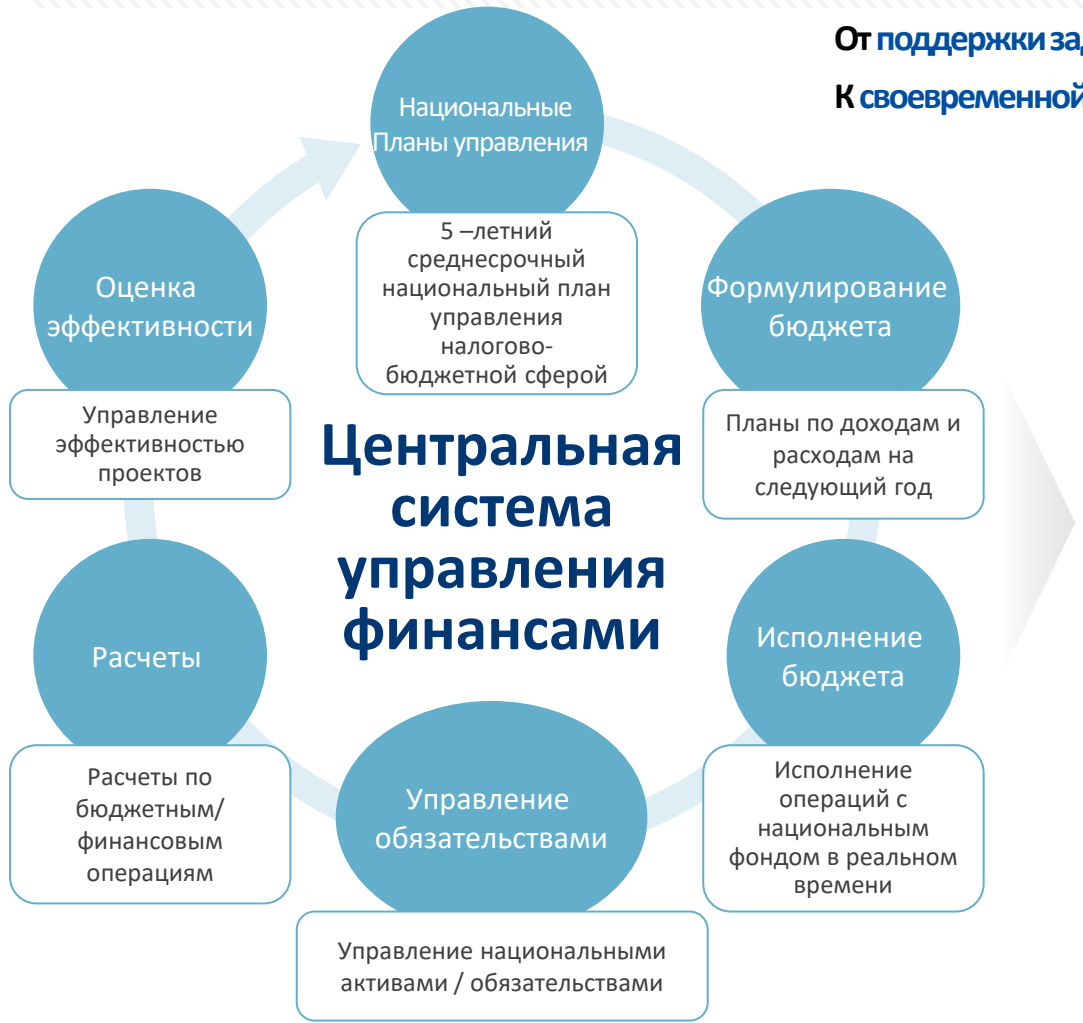 От поддержки
К своевременной
Национальные
Планы управления
5 –летний
среднесрочный
национальный план
управления
налогово-
бюджетной сферой
Формулирование
бюджета
Планы по доходам и
расходам на
следующий год
Исполнение
бюджета
Исполнение
операций с
национальным
фондом в реальном
времени
Управление
обязательствами
Управление национальными
активами / обязательствами
Расчеты
Расчеты по
бюджетным/
финансовым
операциям
Оценка
эффективности
Управление
эффективностью
проектов
Центральная
система
управления
финансами